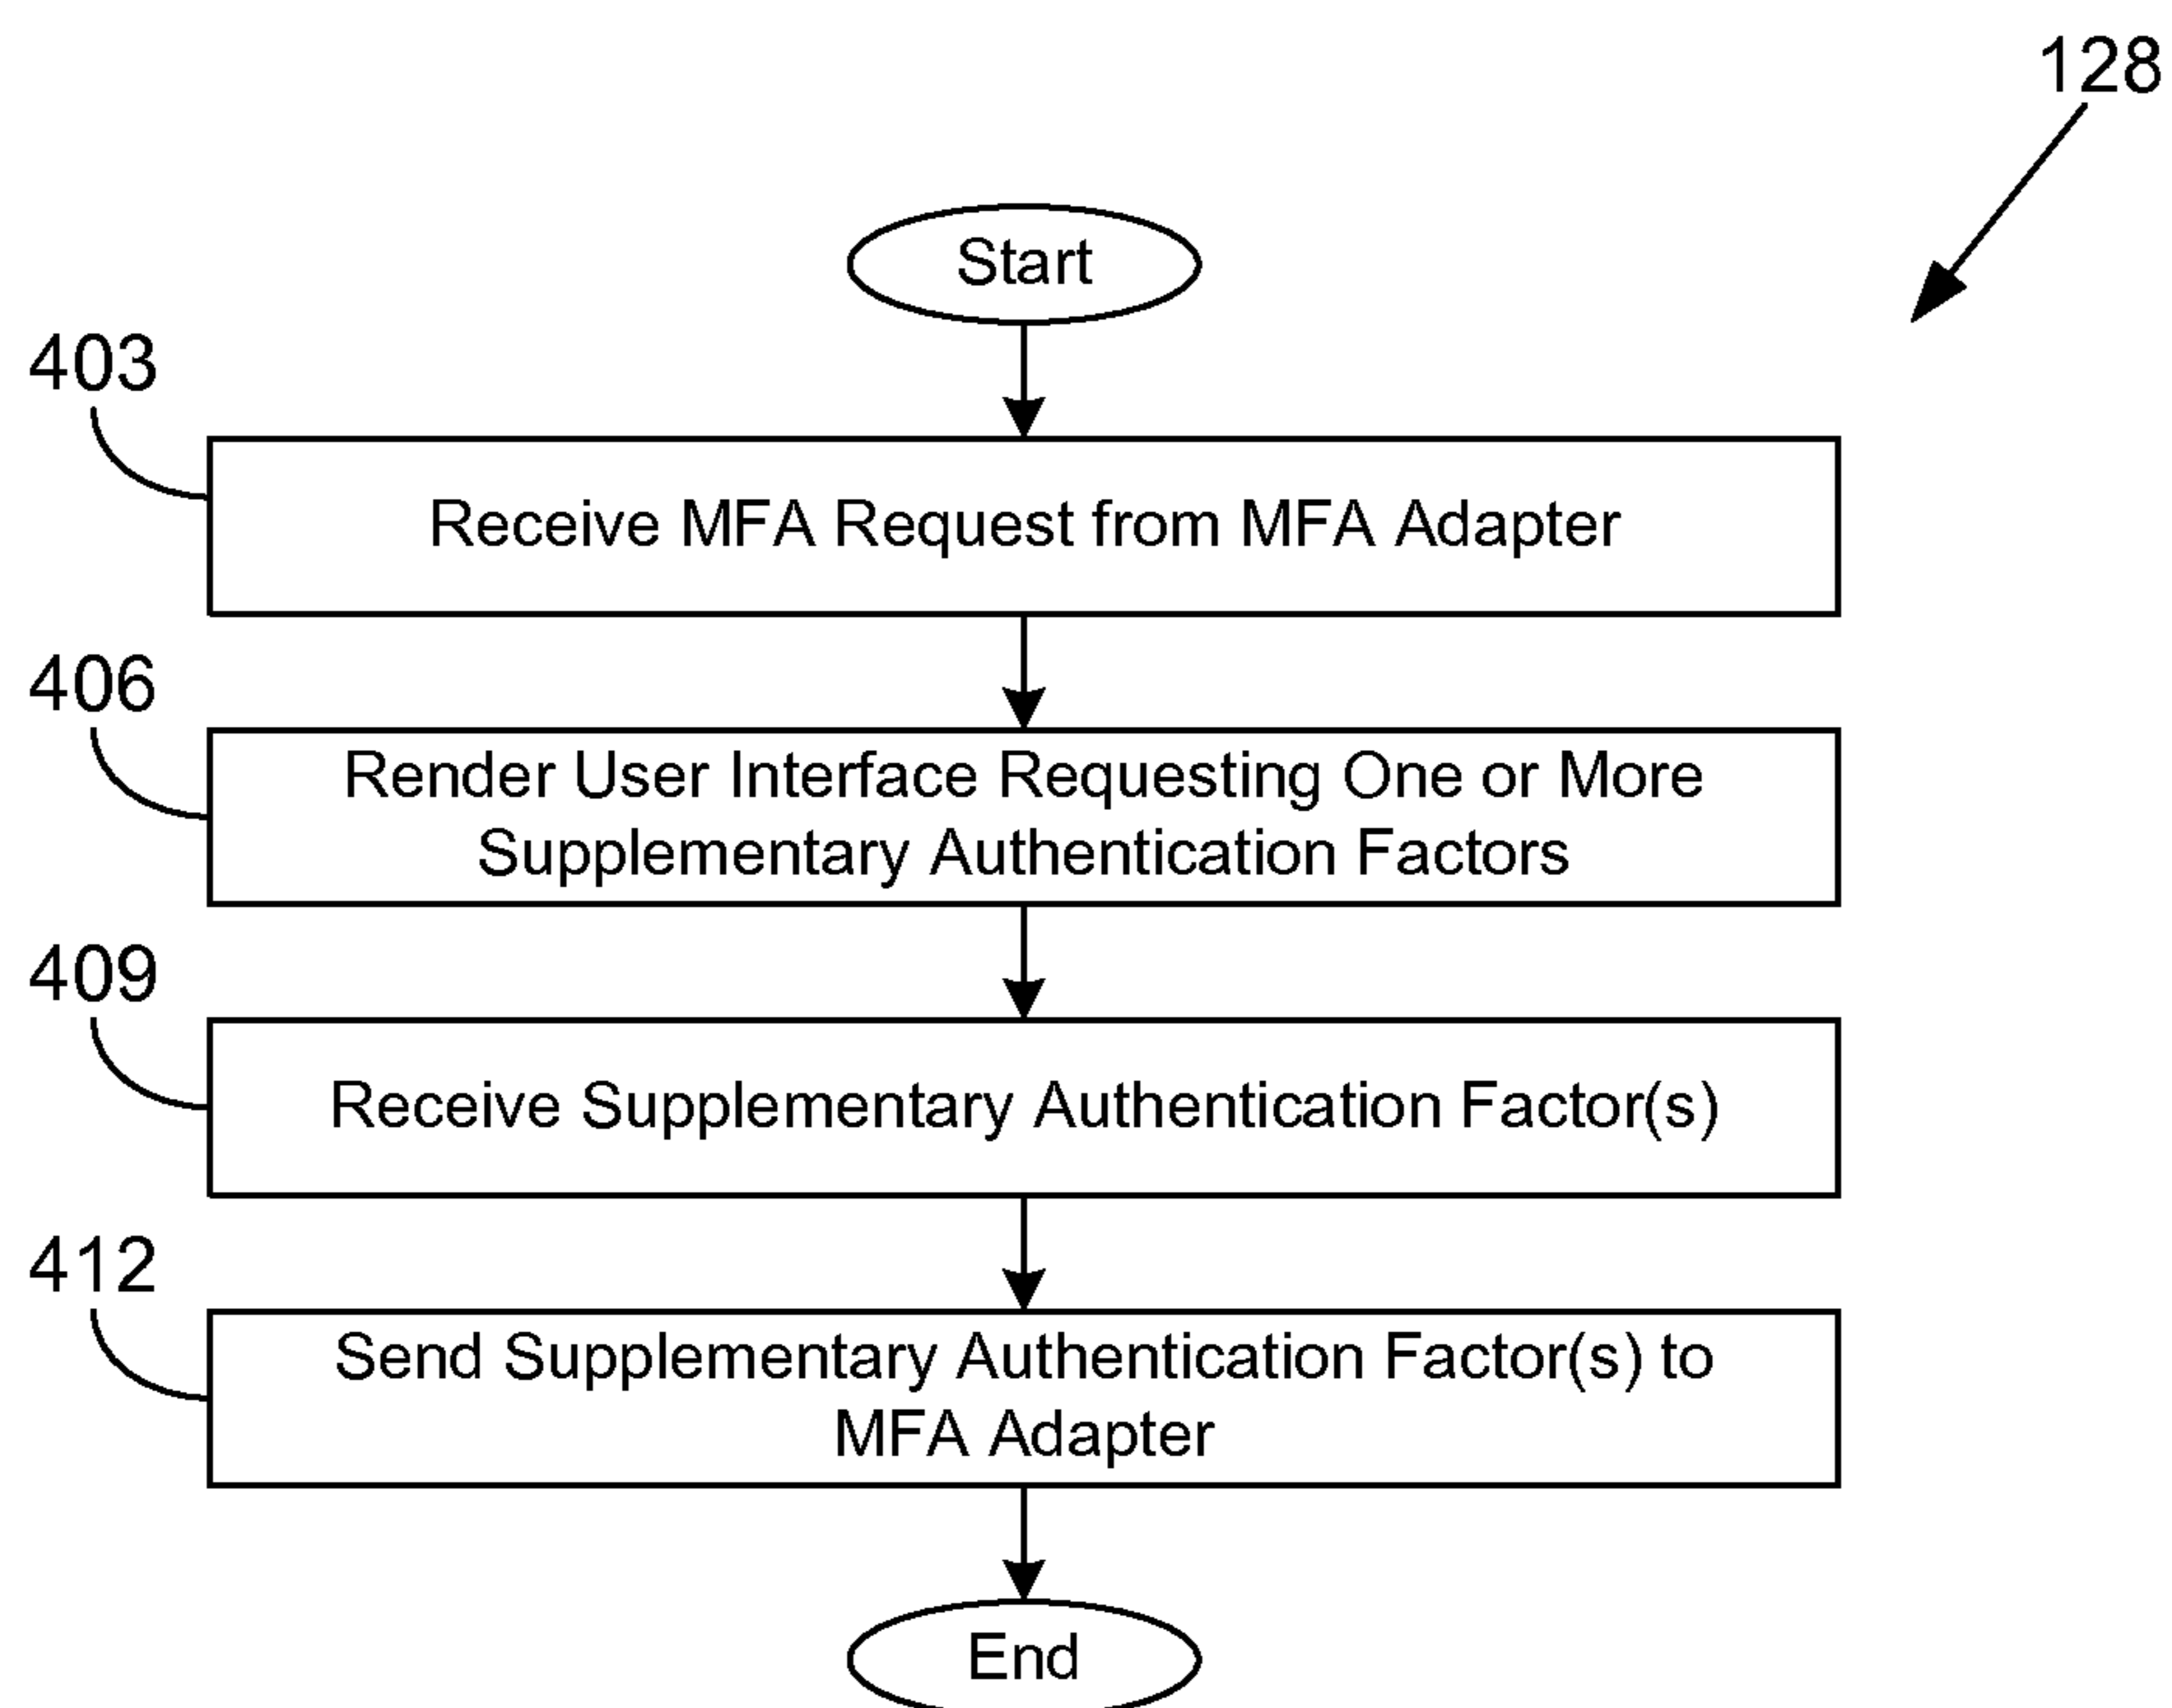 128
Start
403
Receive MFA Request from MFA Adapter
406
Render User Interface Requesting One or More
Supplementary Authentication Factors
409
Receive Supplementary Authentication Factor(s)
412
Send Supplementary Authentication Factor(s) to
MFA Adapter
End